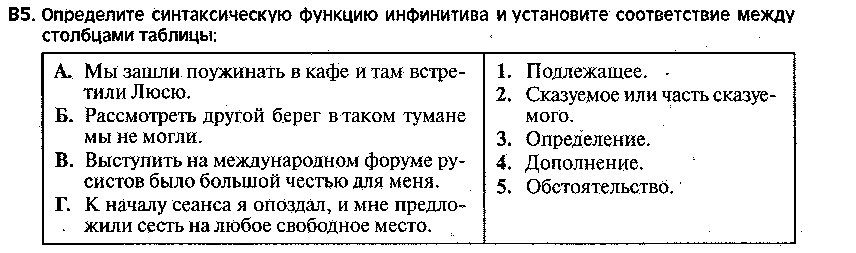 В5. Определите синтаксическую функцию инфинитива и установите соответствие между
столбцами таблицы:
А. Мы зашли поужинать в кафе и там встре-
тили Люсю.
Б. Рассмотреть другой берег в таком тумане
мы не могли.
В. Выступить на международном форуме ру-
систов было большой честью для меня.
Г. К началу сеанса я опоздал, и мне предло-
жили сесть на любое свободное место.
1. Подлежащее.
2. Сказуемое или часть сказуе-
мого.
3. Определение.
4. Дополнение.
5. Обстоятельство.